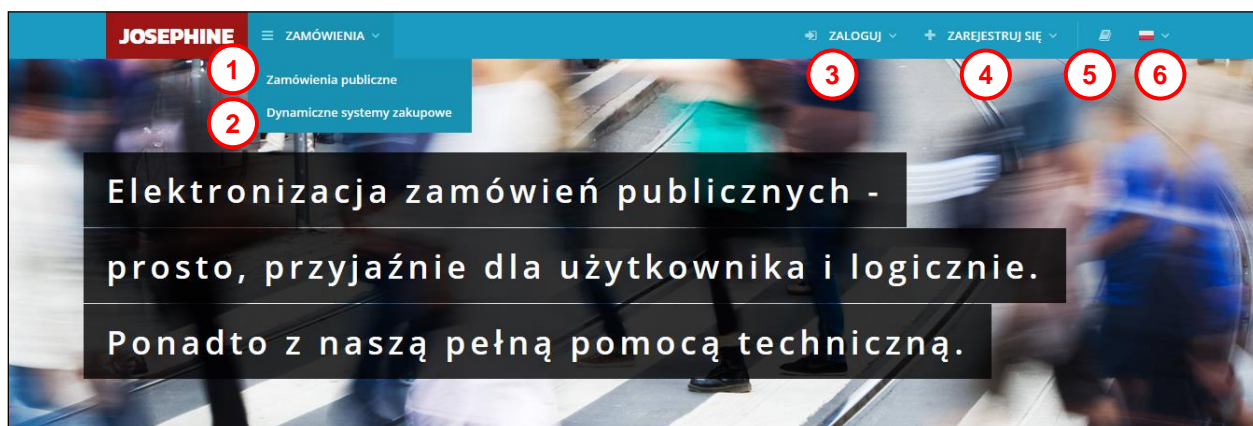 JOSEPHINE ZAMÓWIENIA ZALOGUJ ZAREJESTRUJ SIĘ
1 3 4 5 6
Zamówienia publiczne
2 Dynamiczne systemy zakupowe
Elektronizacja zamówień publicznych -
prosto, przyjaźnie dla użytkownika i logicznie.
Ponadto z naszą pełną pomocą techniczną.